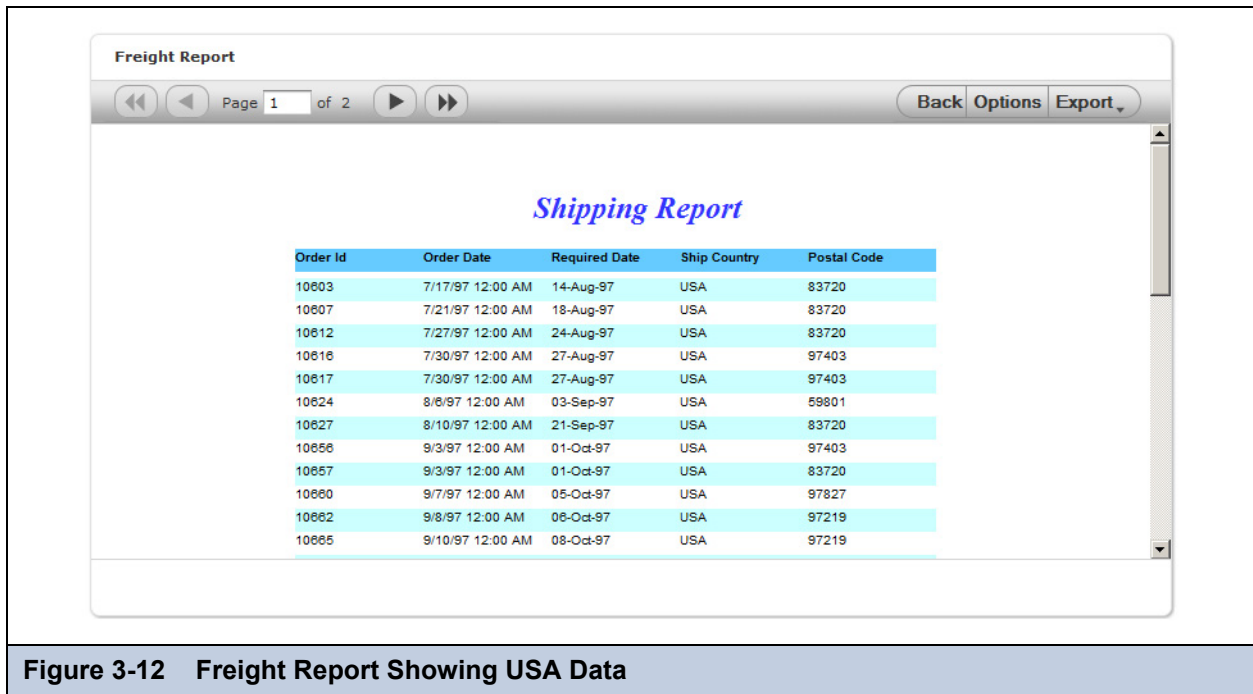 Freight Report
Page 1 of 2 Back Options Export
Shipping Report
Order Id Order Date Required Date Ship Country Postal Code
10603 7/17/97 12:00 AM 14-Aug-97 USA 83720
10607 7/21/97 12:00 AM 18-Aug-97 USA 83720
10612 7/27/97 12:00 AM 24-Aug-97 USA 83720
10616 7/30/97 12:00 AM 27-Aug-97 USA 97403
10617 7/30/97 12:00 AM 27-Aug-97 USA 97403
10624 8/6/97 12:00 AM 03-Sep-97 USA 59801
10627 8/10/97 12:00 AM 21-Sep-97 USA 83720
10656 9/3/97 12:00 AM 01-Oct-97 USA 97403
10657 9/3/97 12:00 AM 01-Oct-97 USA 83720
10660 9/7/97 12:00 AM 05-Oct-97 USA 97827
10662 9/8/97 12:00 AM 06-Oct-97 USA 97219
10665 9/10/97 12:00 AM 08-Oct-97 USA 97219
Figure 3-12 Freight Report Showing USA Data